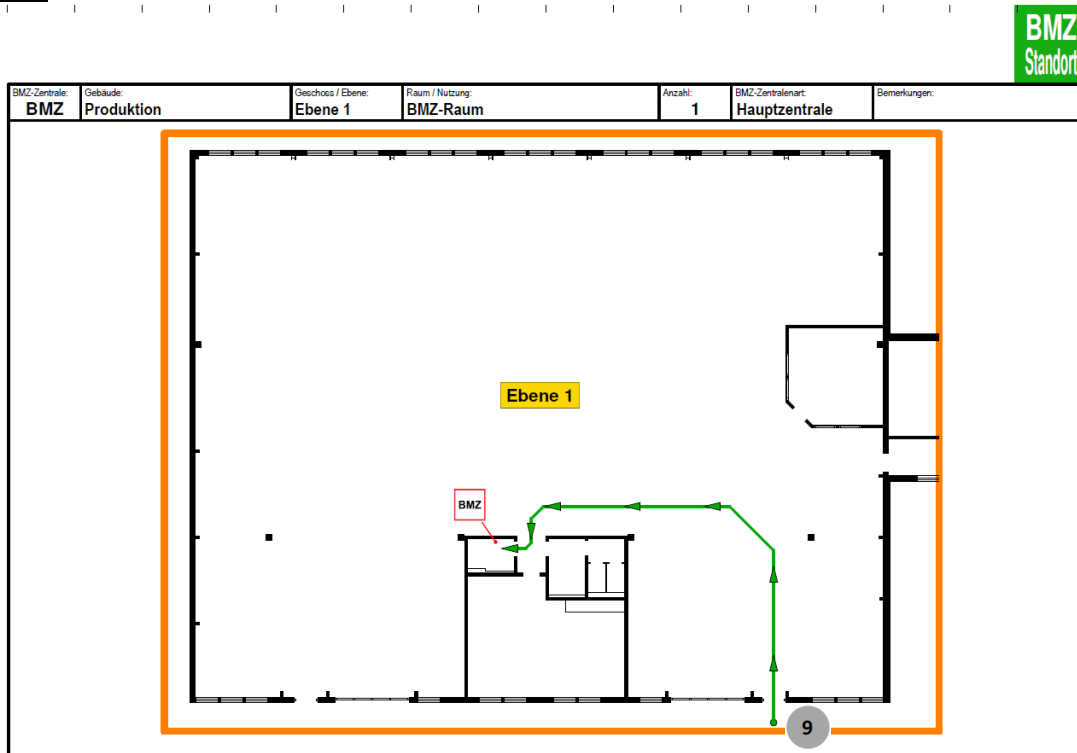 BMZ
Standort
BMZ-Zentrale:
BMZ
Gebäude:
Produktion
Geschoss / Ebene:
Ebene 1
Raum / Nutzung:
BMZ-Raum
Anzahl:
1
BMZ-Zentralenart:
Hauptzentrale
Bemerkungen:
Ebene 1
BMZ
9